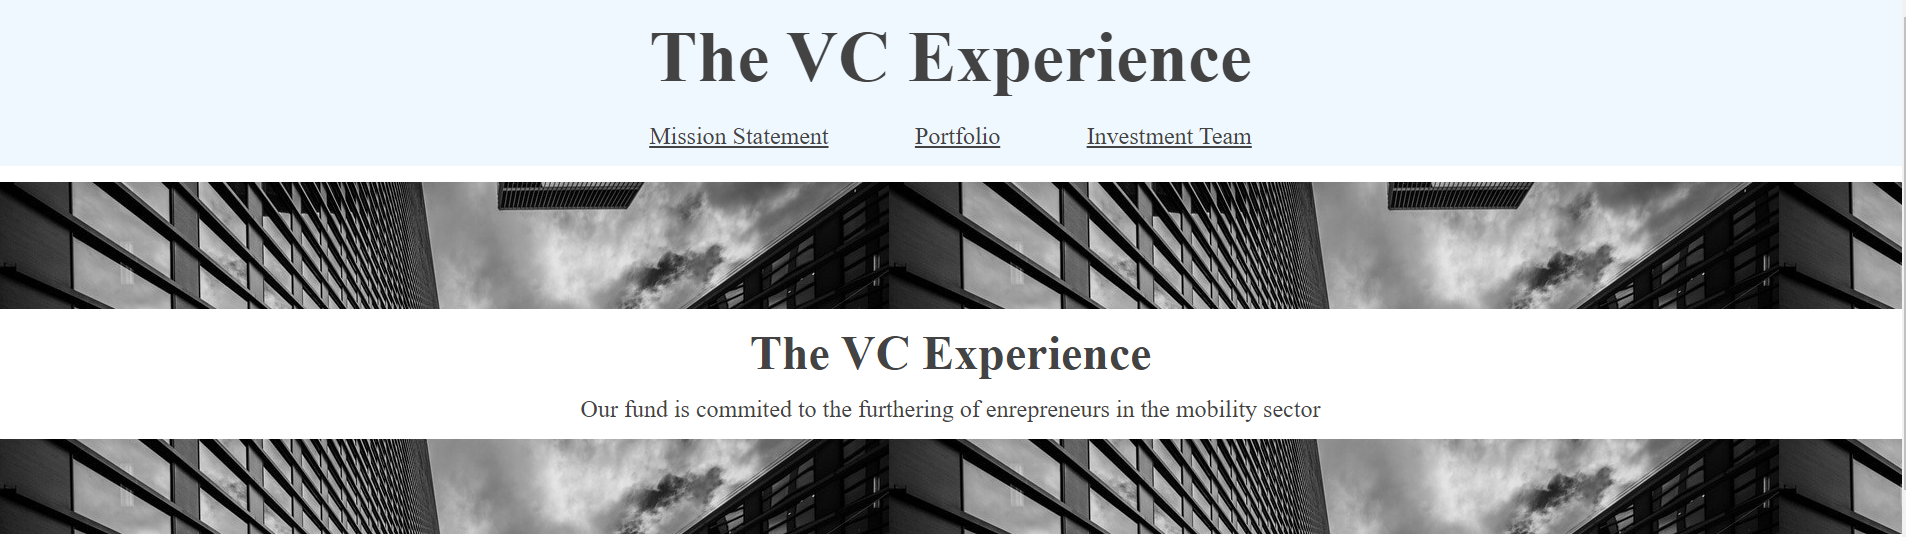 The VC Experience
Mission Statement Portfolio Investment Team
The VC Experience
Our fund is commited to the furthering of enrepreneurs in the mobility sector